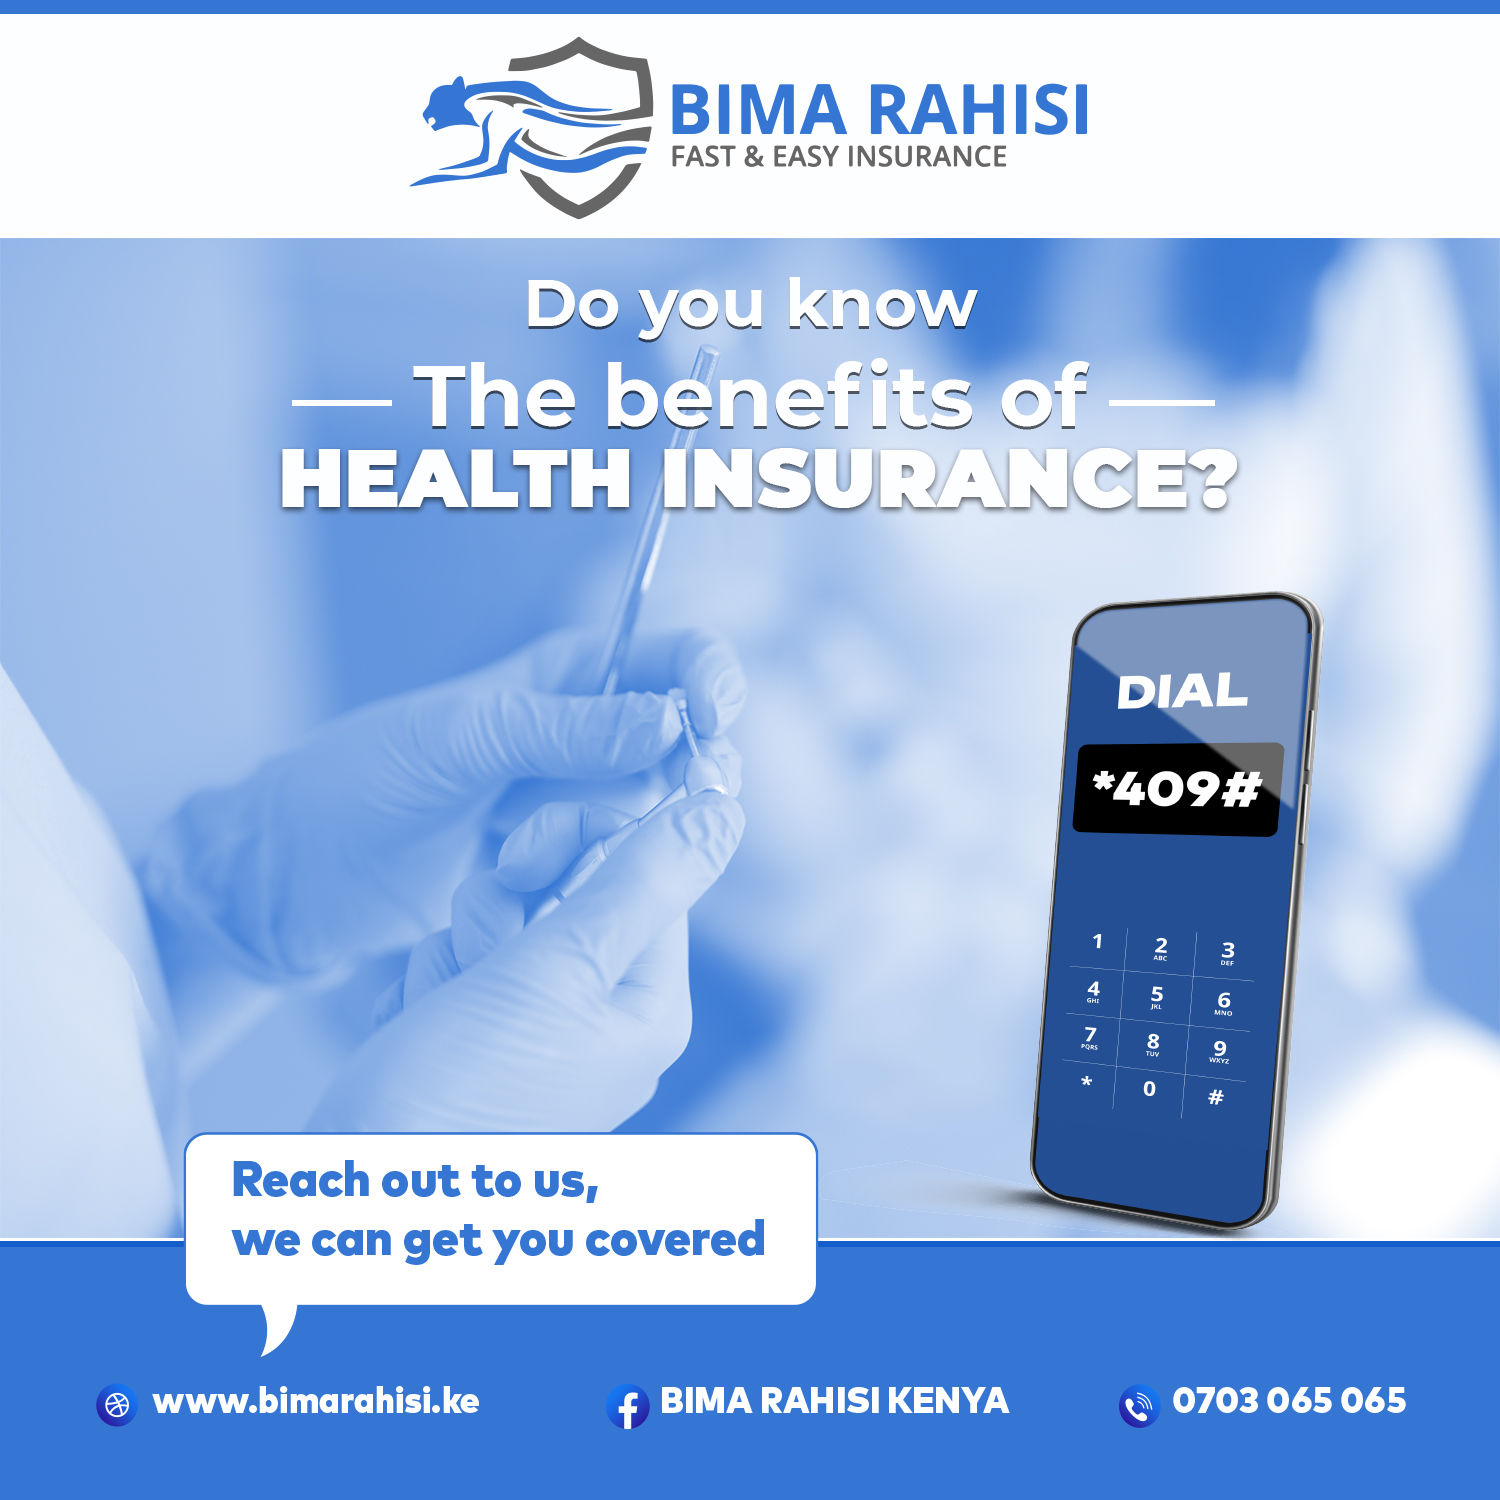 BIMA RAHISI
FAST & EASY INSURANCE
Do you know
The benefits of
HEALTH INSURANCE?
DIAL
*409#
1
2
ABC
3
DEF
4
GHI
5
JKL
6
MNO
7
PQRS
8
TUV
9
WXYZ
*
0
#
Reach out to us,
we can get you covered
www.bimarahisi.ke
BIMA RAHISI KENYA
0703 065 065